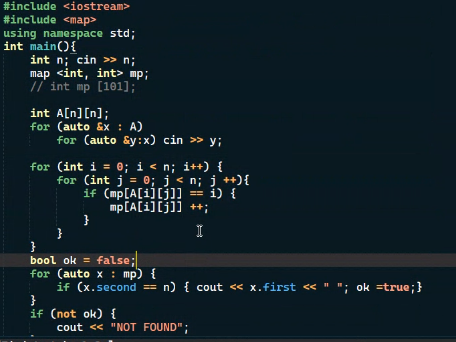 #include <iostream>
#include <map>
using namespace std;
int main(){
int n; cin >> n;
map <int, int> mp;
// int mp [101];
int A[n][n];
for (auto &x : A)
for (auto &y:x) cin >> y;
for (int i = 0; i < n; i++) {
for (int j = 0; j < n; j ++){
if (mp[A[i][j]] == i) {
mp[A[i][j]] ++;
}
}
}
bool ok = false;
for (auto x : mp) {
if (x.second == n) { cout << x.first << " "; ok =true;}
}
if (not ok) {
cout << "NOT FOUND";